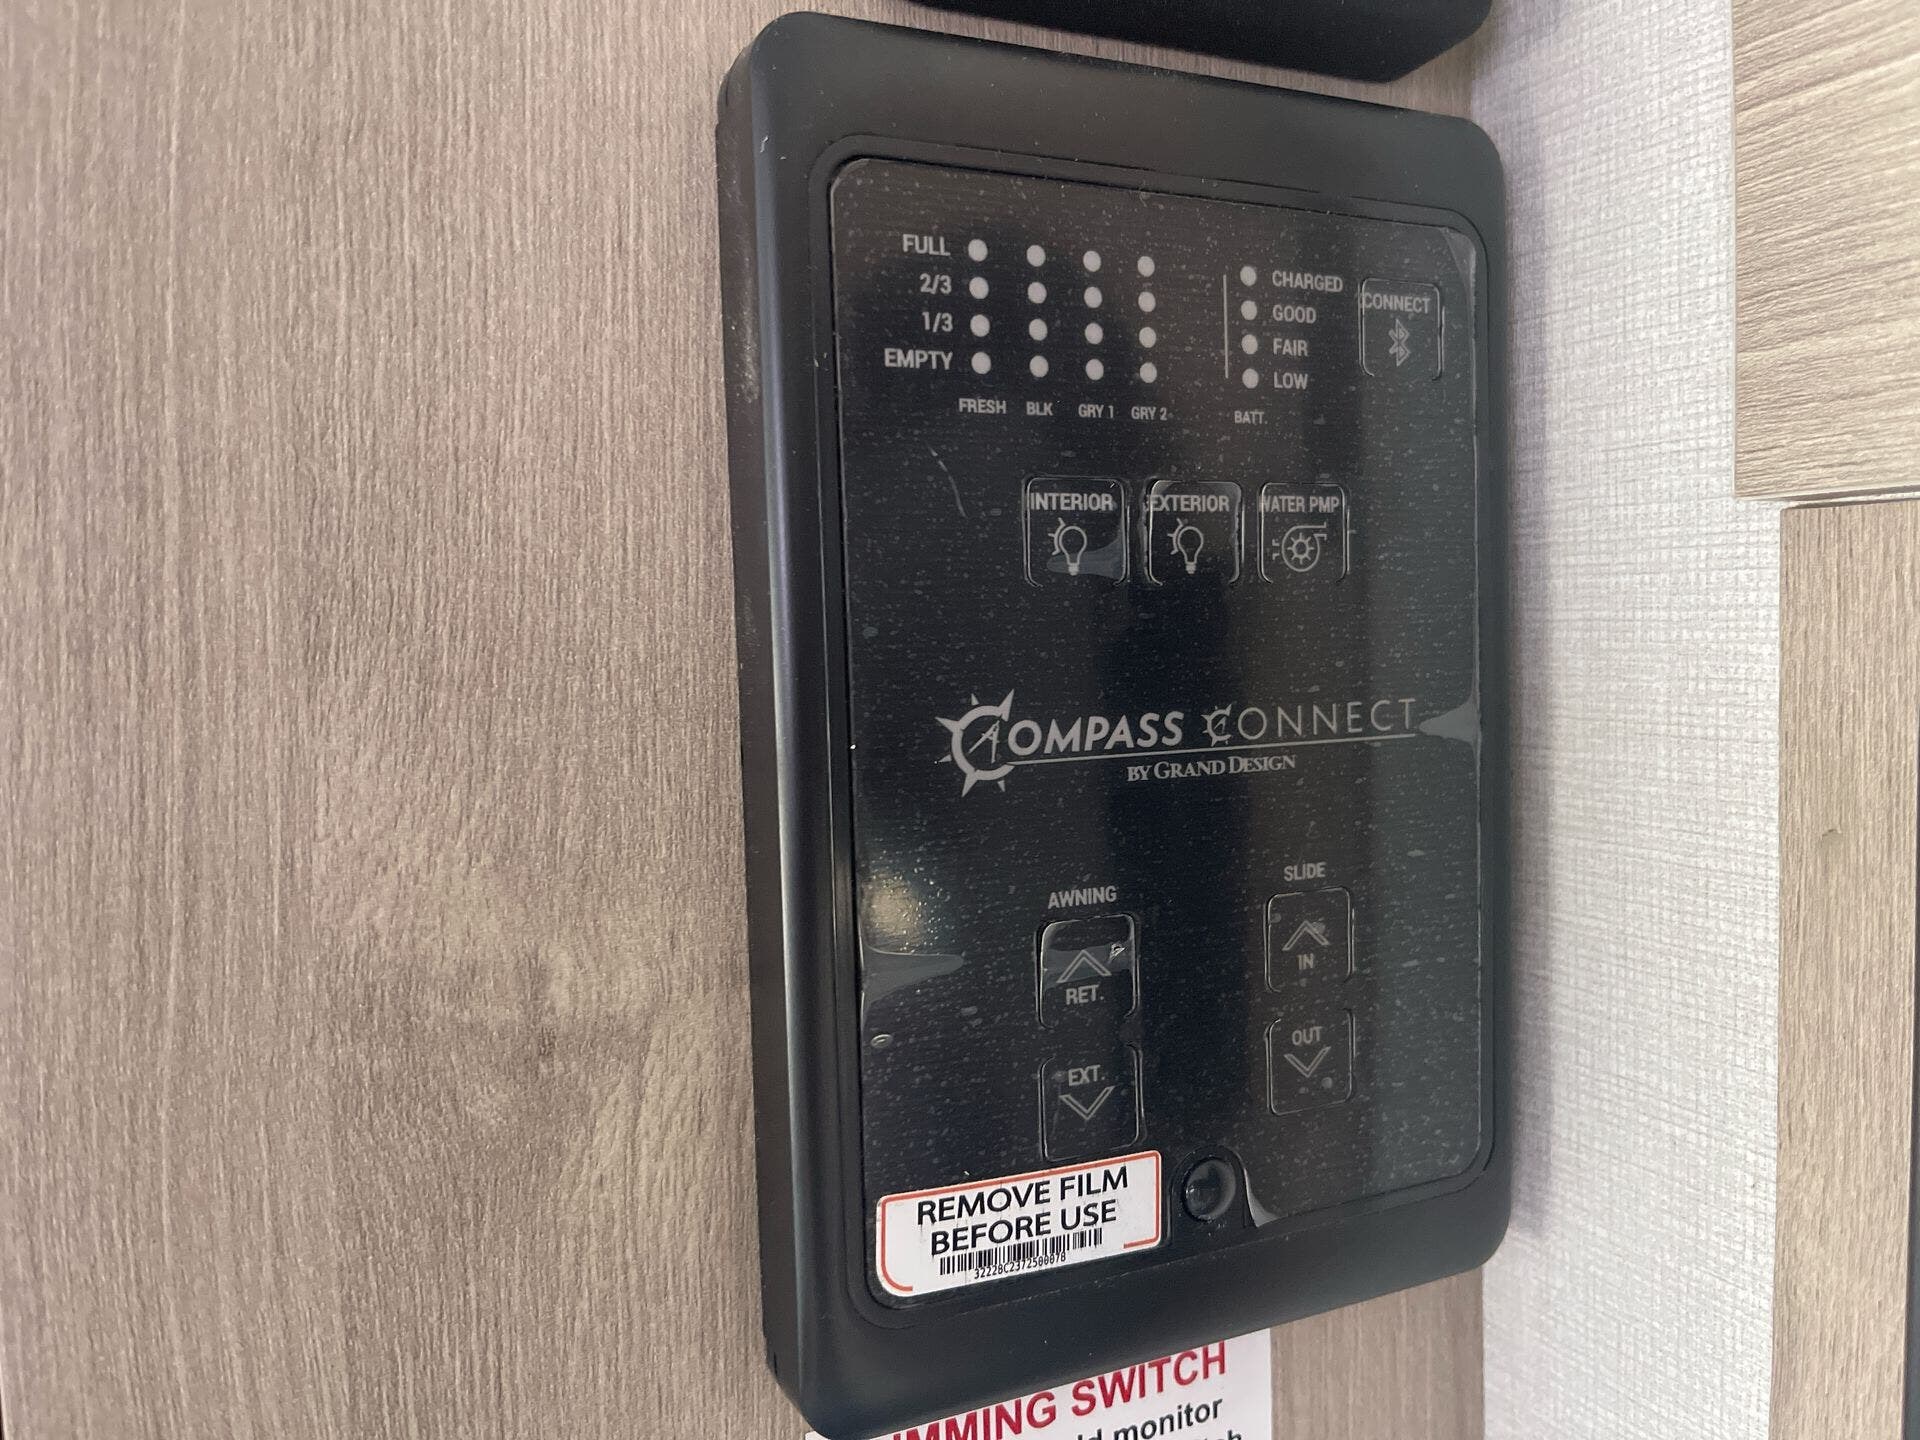 FULL
2/3
1/3
EMPTY
FRESH BLK GRY 1 GRY 2
CHARGED
GOOD
FAIR
LOW
BATT.
CONNECT
INTERIOR EXTERIOR WATER PMP
COMPASS CONNECT
BY GRAND DESIGN
AWNING
RET.
EXT.
SLIDE
IN
OUT
REMOVE FILM
BEFORE USE
SWITCH
monitor